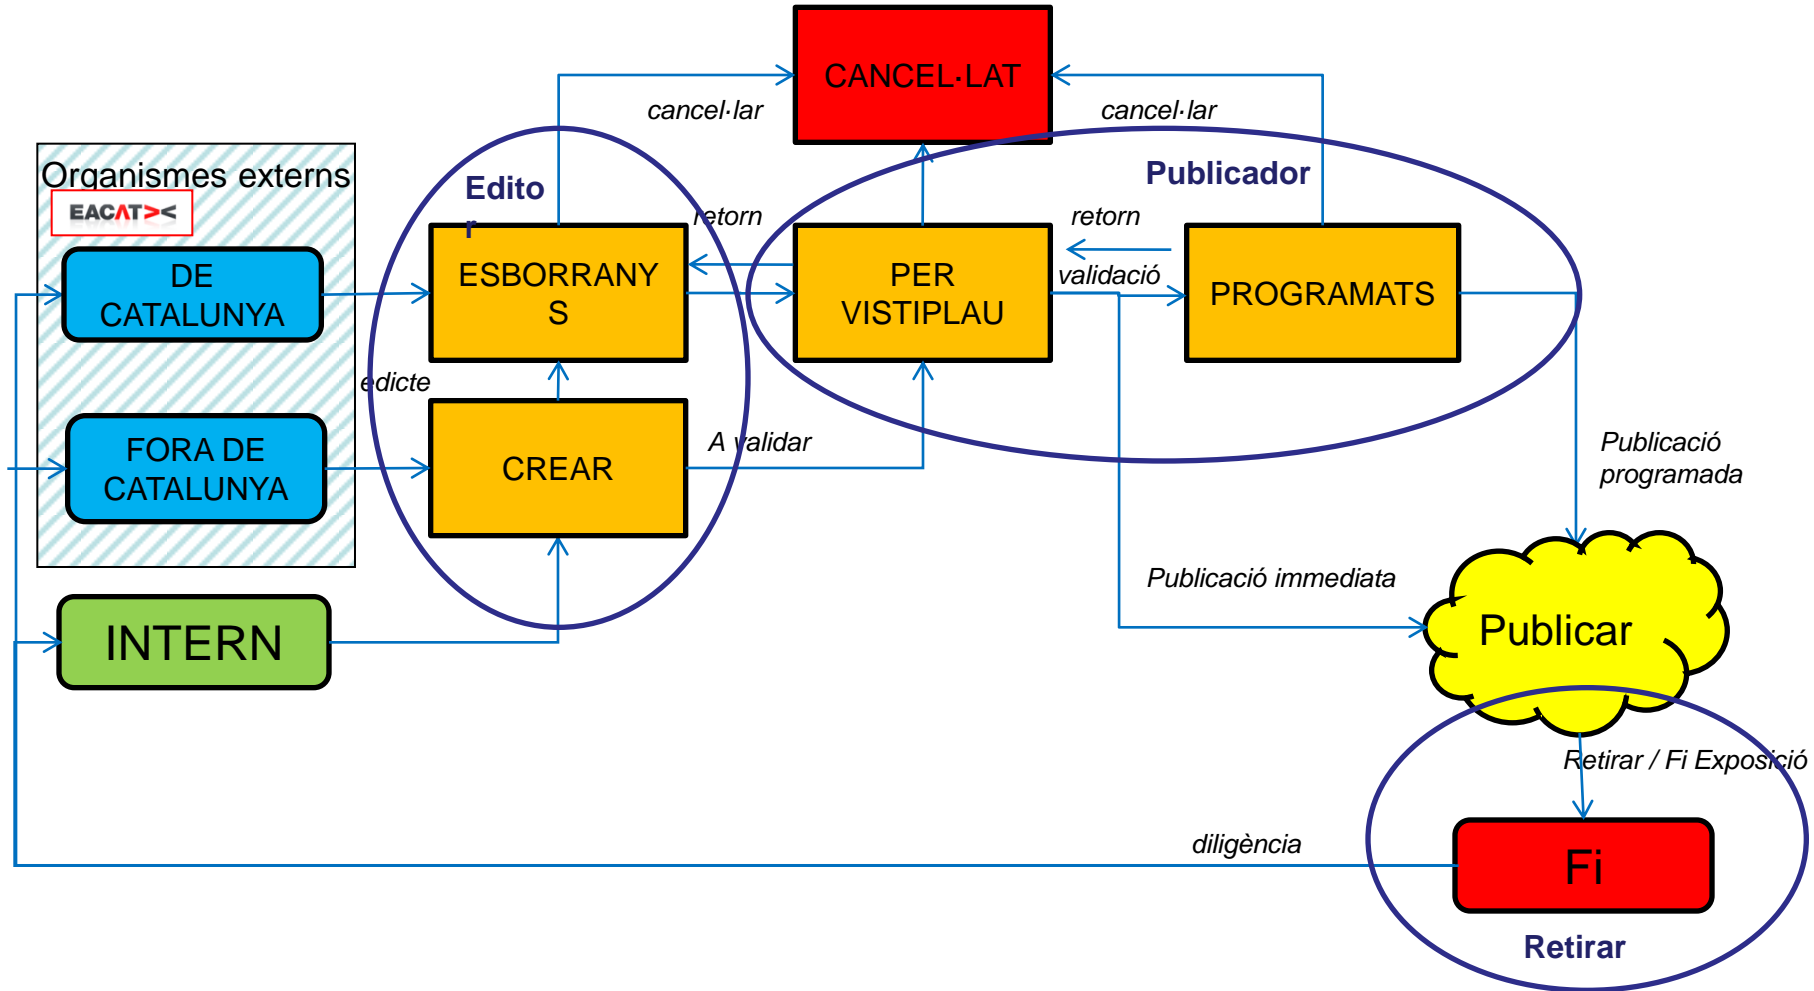 CANCEL·LAT
cancel·lar
cancel·lar
Organismes externs
EACAT
Edito
r
Publicador
retorn
retorn
DE
CATALUNYA
ESBORRANY
S
PER
VISTIPLAU
validació
PROGRAMATS
edicte
FORA DE
CATALUNYA
CREAR
A validar
Publicació
programada
Publicació immediata
INTERN
Publicar
Retirar / Fi Exposició
diligència
Fi
Retirar